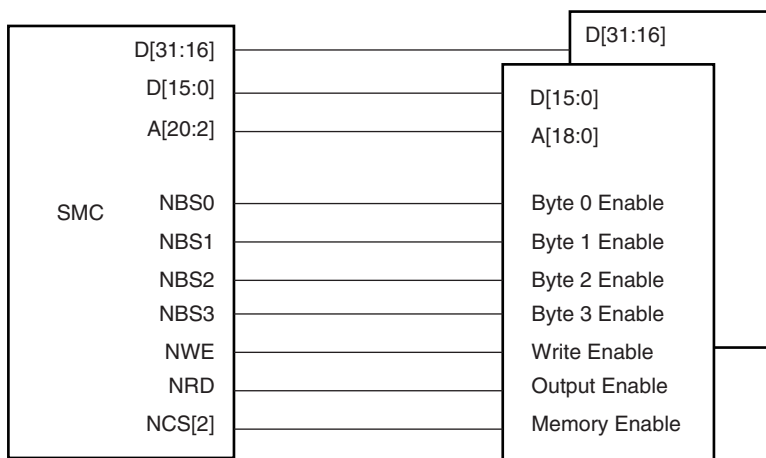 D[31:16] D[31:16]
D[15:0] D[15:0]
A[20:2] A[18:0]
SMC
NBS0 Byte 0 Enable
NBS1 Byte 1 Enable
NBS2 Byte 2 Enable
NBS3 Byte 3 Enable
NWE Write Enable
NRD Output Enable
NCS[2] Memory Enable